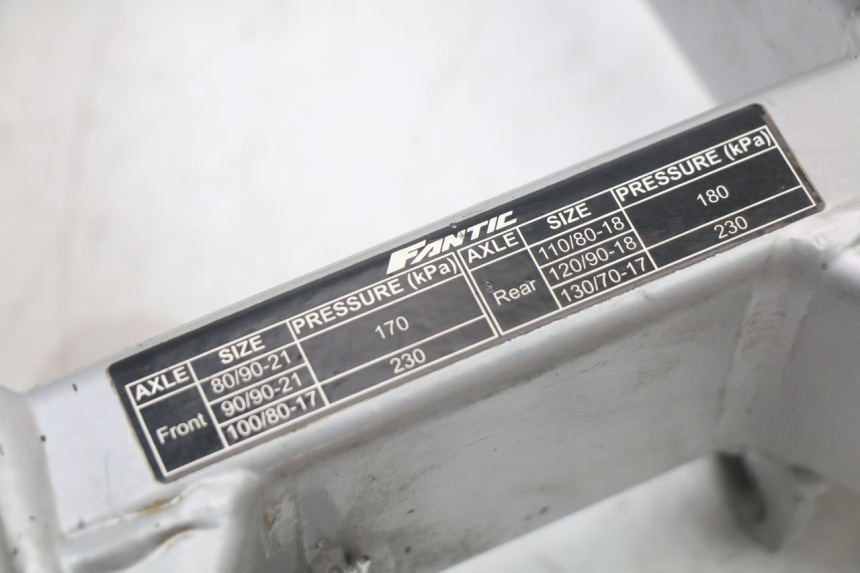 FANTIC
AXLE SIZE PRESSURE (kPa) AXLE SIZE PRESSURE (kPa)
Front 80/90-21 170 Rear 110/80-18 180
90/90-21 120/90-18
100/80-17 230 130/70-17 230